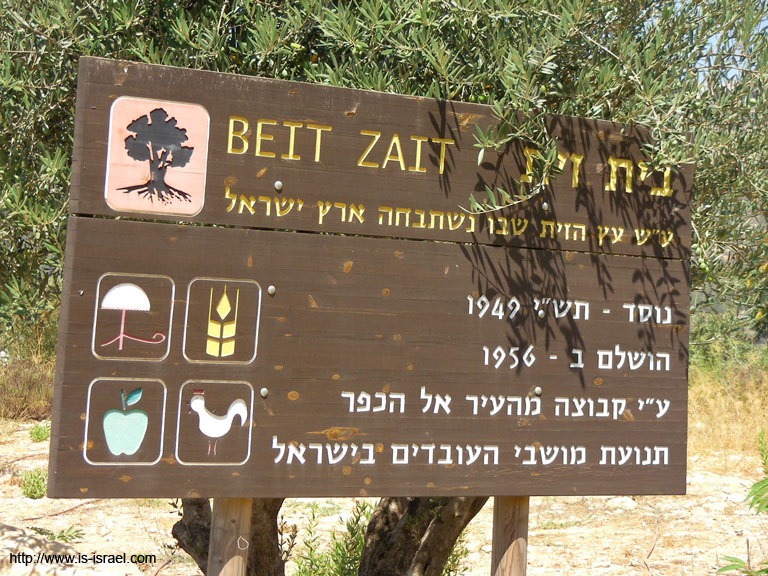 BEIT ZAIT בית זית
ע״ש עץ הזית שבו נשתבחה ארץ ישראל
נוסד - תש״י 1949
הושלם ב - 1956
ע״י קבוצה מהעיר אל הכפר
תנועת מושבי העובדים בישראל
http://www.is-israel.com